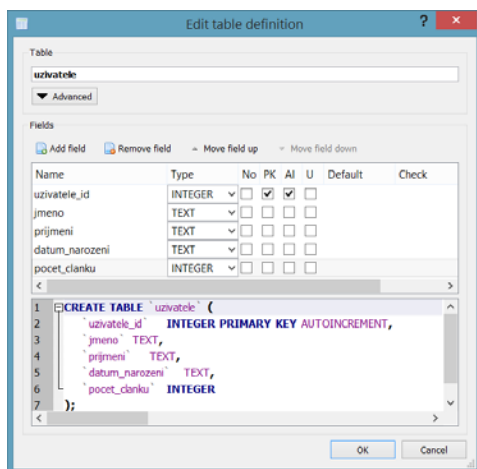 Edit table definition
?
×
Table
uzivatele
Advanced
Fields
Add field Remove field Move field up Move field down
Name Type No PK AI U Default Check
uzivatele_id INTEGER
jmeno TEXT
prijmeni TEXT
datum_narozeni TEXT
pocet_clanku INTEGER
1 CREATE TABLE `uzivatele` (
2 `uzivatele_id` INTEGER PRIMARY KEY AUTOINCREMENT,
3 `jmeno` TEXT,
4 `prijmeni` TEXT,
5 `datum_narozeni` TEXT,
6 `pocet_clanku` INTEGER
7 );
OK Cancel